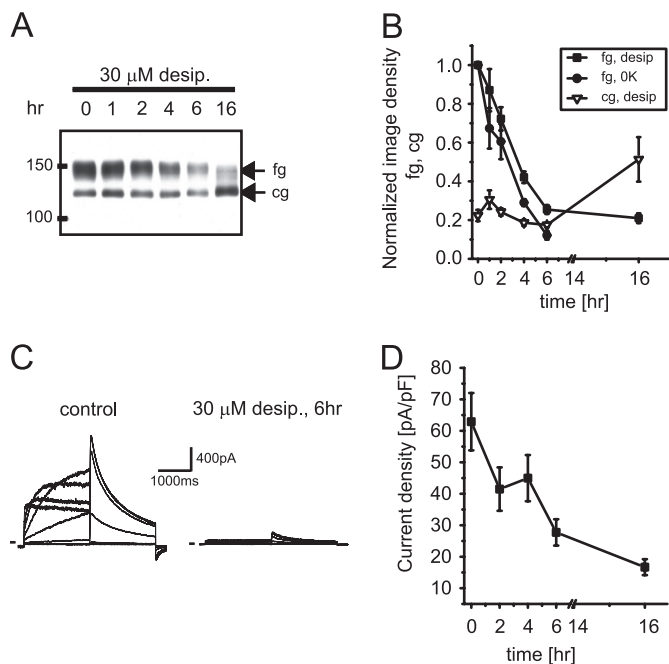 A
30 µM desip.
hr 0 1 2 4 6 16
150
fg
cg
100
B
Normalized image density
fg, cg
1.0
0.8
0.6
0.4
0.2
0.0
fg, desip
fg, 0K
cg, desip
0 2 4 6 14 16
time [hr]
C
control
30 µM desip., 6hr
400pA
1000ms
D
Current density [pA/pF]
80
70
60
50
40
30
20
10
0 2 4 6 14 16
time [hr]